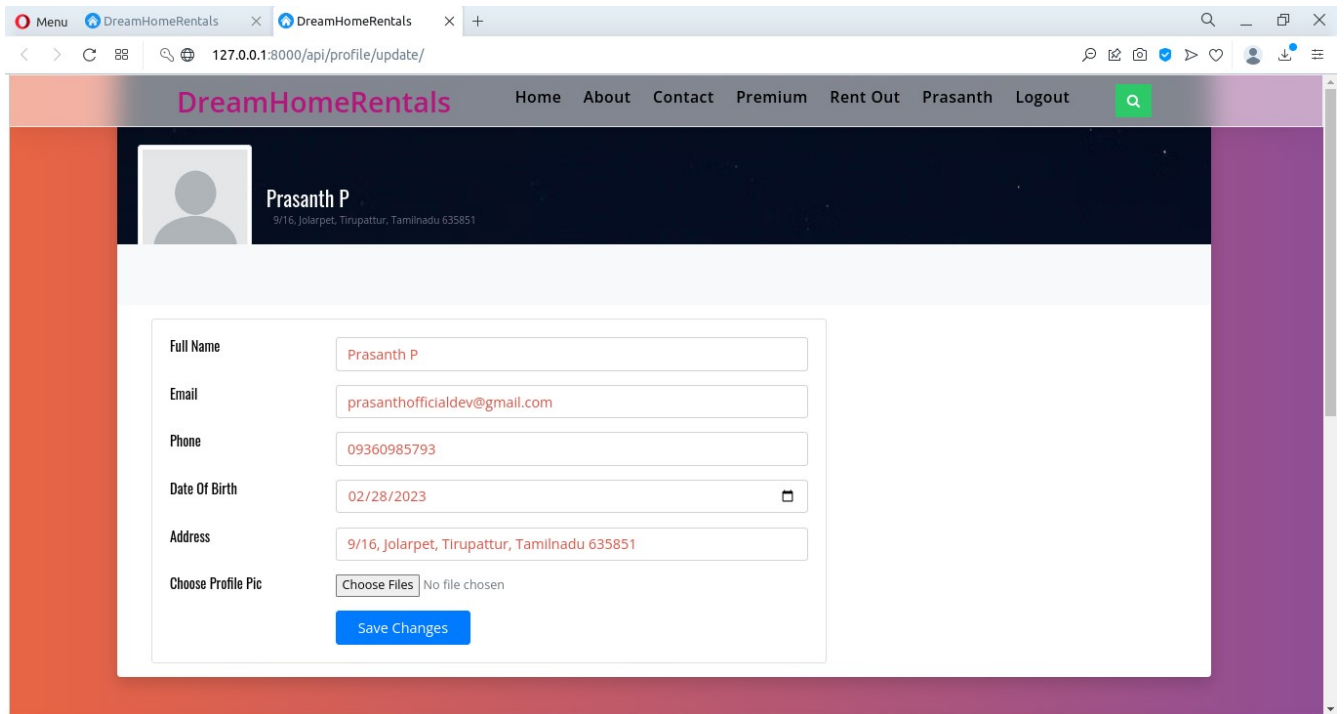 Menu DreamHomeRentals DreamHomeRentals
127.0.0.1:8000/api/profile/update/
DreamHomeRentals Home About Contact Premium Rent Out Prasanth Logout
Prasanth P
9/16, Jolarpet, Tirupattur, Tamilnadu 635851
Full Name Prasanth P
Email prasanthofficialdev@gmail.com
Phone 09360985793
Date Of Birth 02/28/2023
Address 9/16, Jolarpet, Tirupattur, Tamilnadu 635851
Choose Profile Pic Choose Files No file chosen
Save Changes